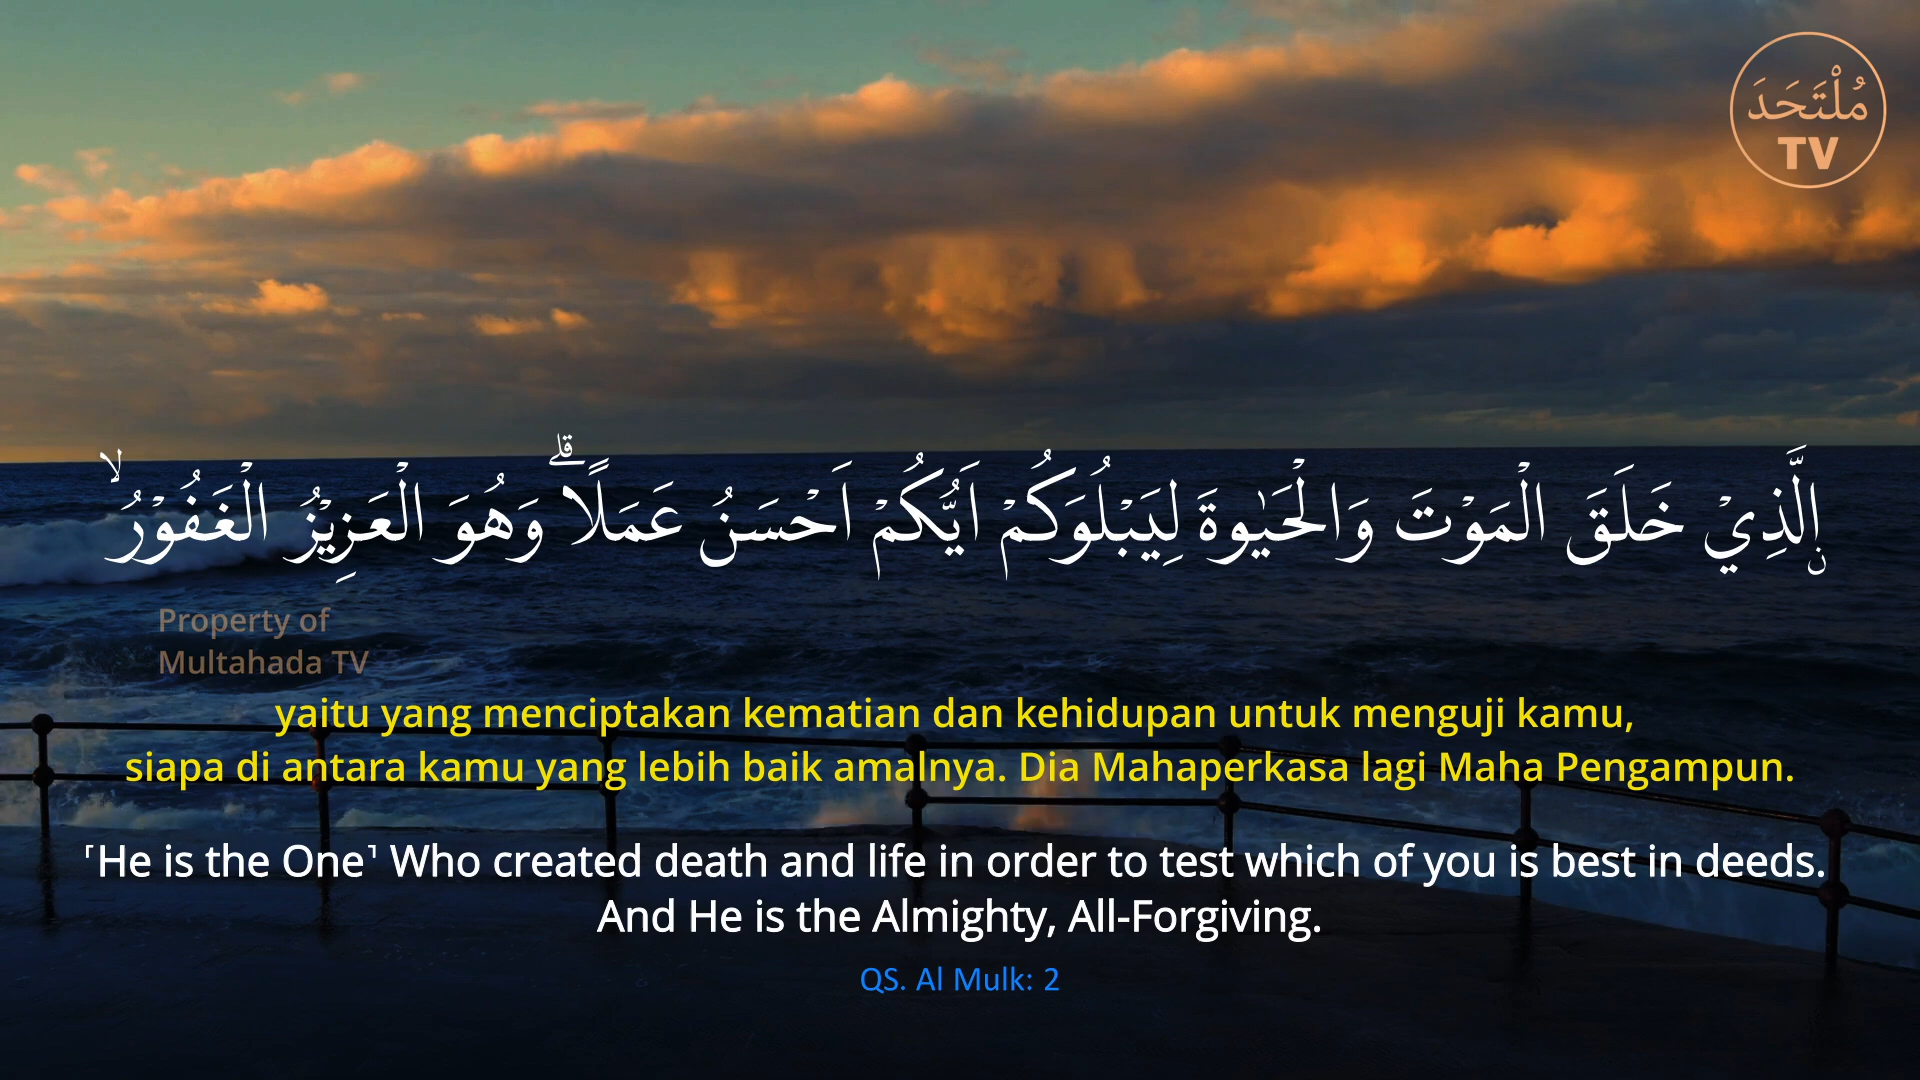 مُلْتَحَدَ
TV
ࣙالَّذِيْ خَلَقَ الْمَوْتَ وَالْحَيٰوةَ لِيَبْلُوَكُمْ اَيُّكُمْ اَحْسَنُ عَمَلًاۗ وَهُوَ الْعَزِيْزُ الْغَفُوْرُۙ
Property of
Multahada TV
yaitu yang menciptakan kematian dan kehidupan untuk menguji kamu,
siapa di antara kamu yang lebih baik amalnya. Dia Mahaperkasa lagi Maha Pengampun.
˹He is the One˺ Who created death and life in order to test which of you is best in deeds.
And He is the Almighty, All-Forgiving.
QS. Al Mulk: 2